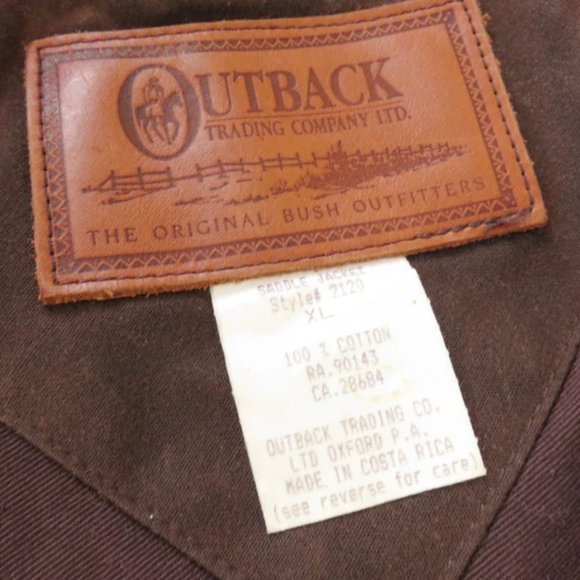 OUTBACK
TRADING COMPANY LTD.
THE ORIGINAL BUSH OUTFITTERS
SADDLE JACKET
Style# 2120
XL
100 % COTTON
RA.90143
CA.28684
OUTBACK TRADING CO.
LTD OXFORD P.A.
MADE IN COSTA RICA
(see reverse for care)